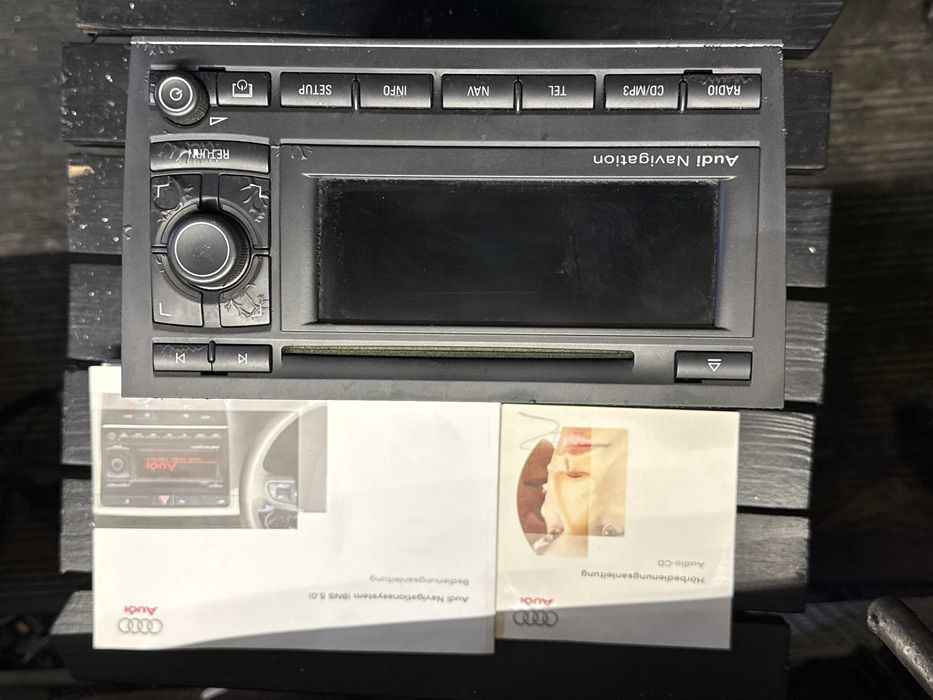 Audi
Hörbedienungsanleitung
Audio-CD
Audi
Audi Navigationssystem (BNS 5.0)
Bedienungsanleitung
Audi
Audi Navigation
RETURN
RADIO CD/MP3 TEL NAV INFO SETUP